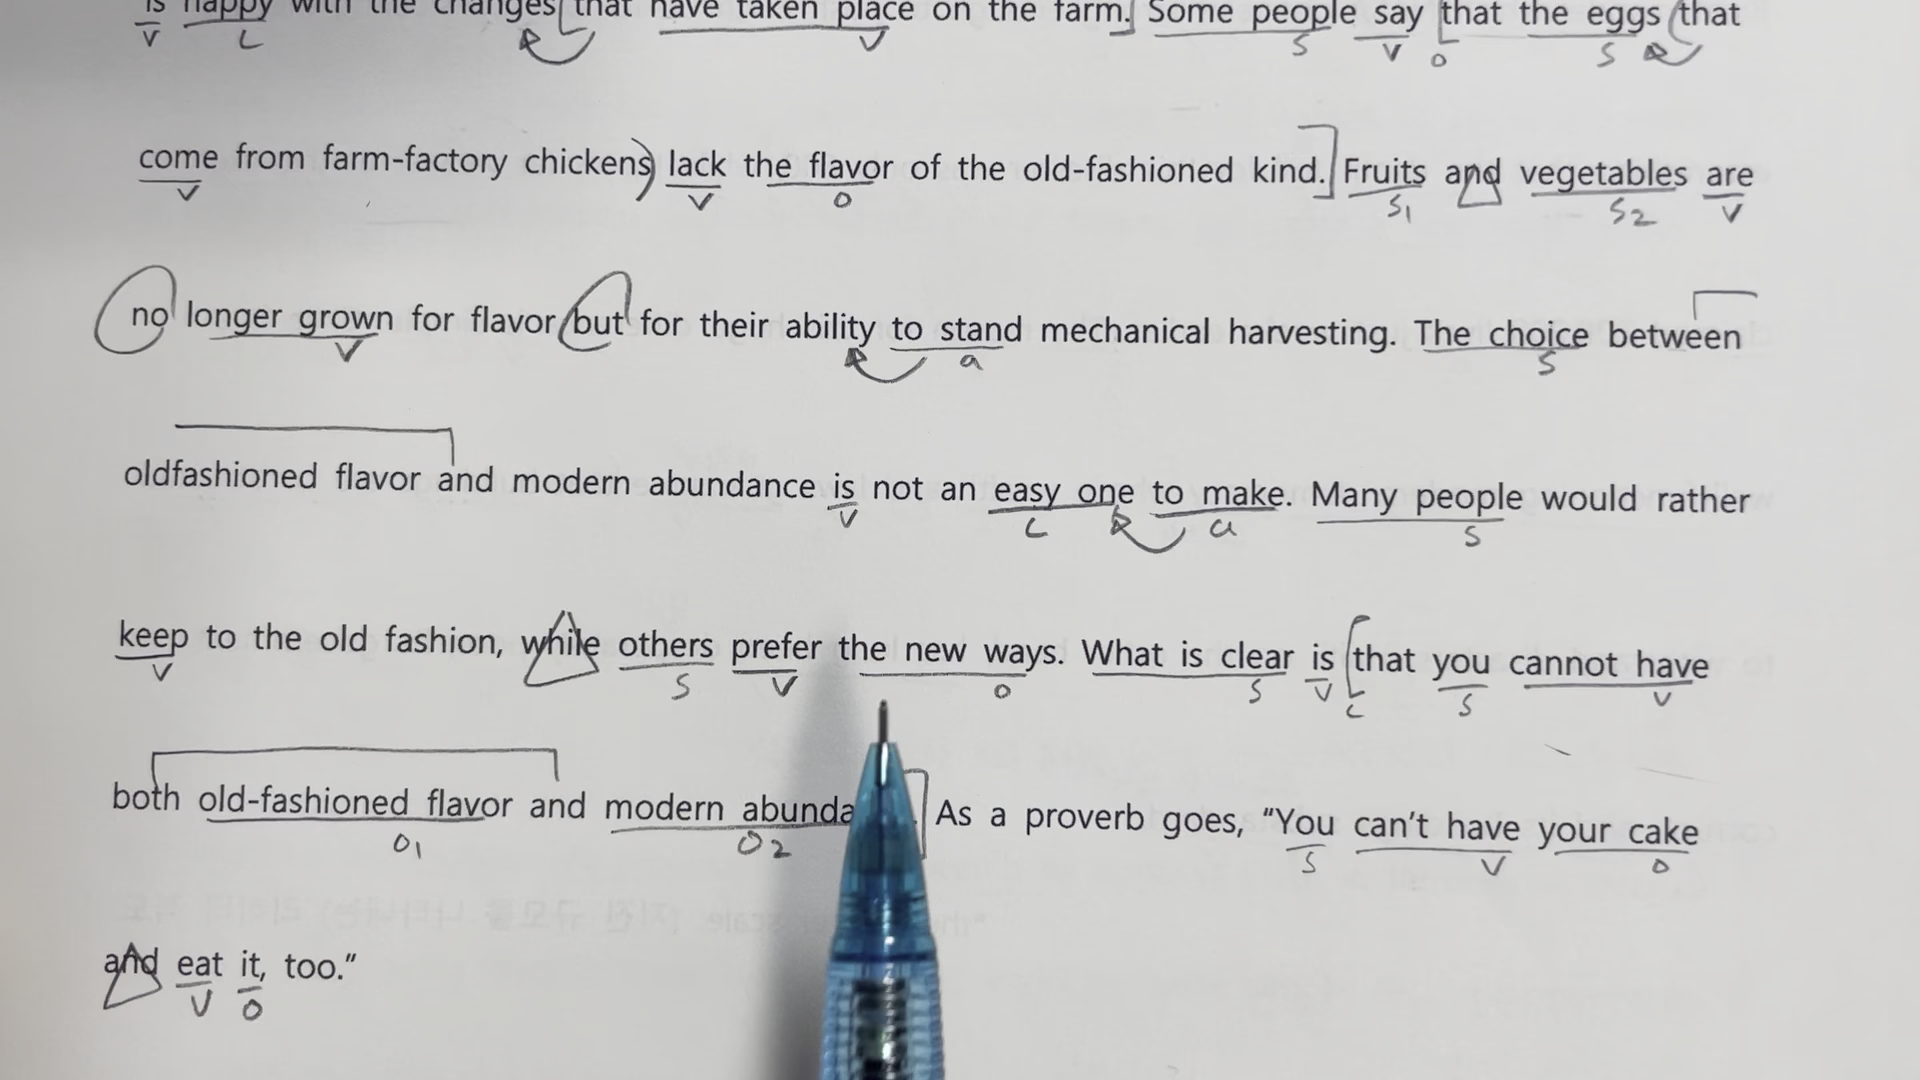 is happy with the changes that have taken place on the farm. Some people say that the eggs that
V C V S V O S
come from farm-factory chickens) lack the flavor of the old-fashioned kind.] Fruits and vegetables are
V V O S1 S2 V
no longer grown for flavor but for their ability to stand mechanical harvesting. The choice between
V a S
oldfashioned flavor and modern abundance is not an easy one to make. Many people would rather
V C a S
keep to the old fashion, while others prefer the new ways. What is clear is [that you cannot have
V S V O S V C S V
both old-fashioned flavor and modern abunda ] As a proverb goes, “You can't have your cake
O1 O2 S V O
and eat it, too.”
V O